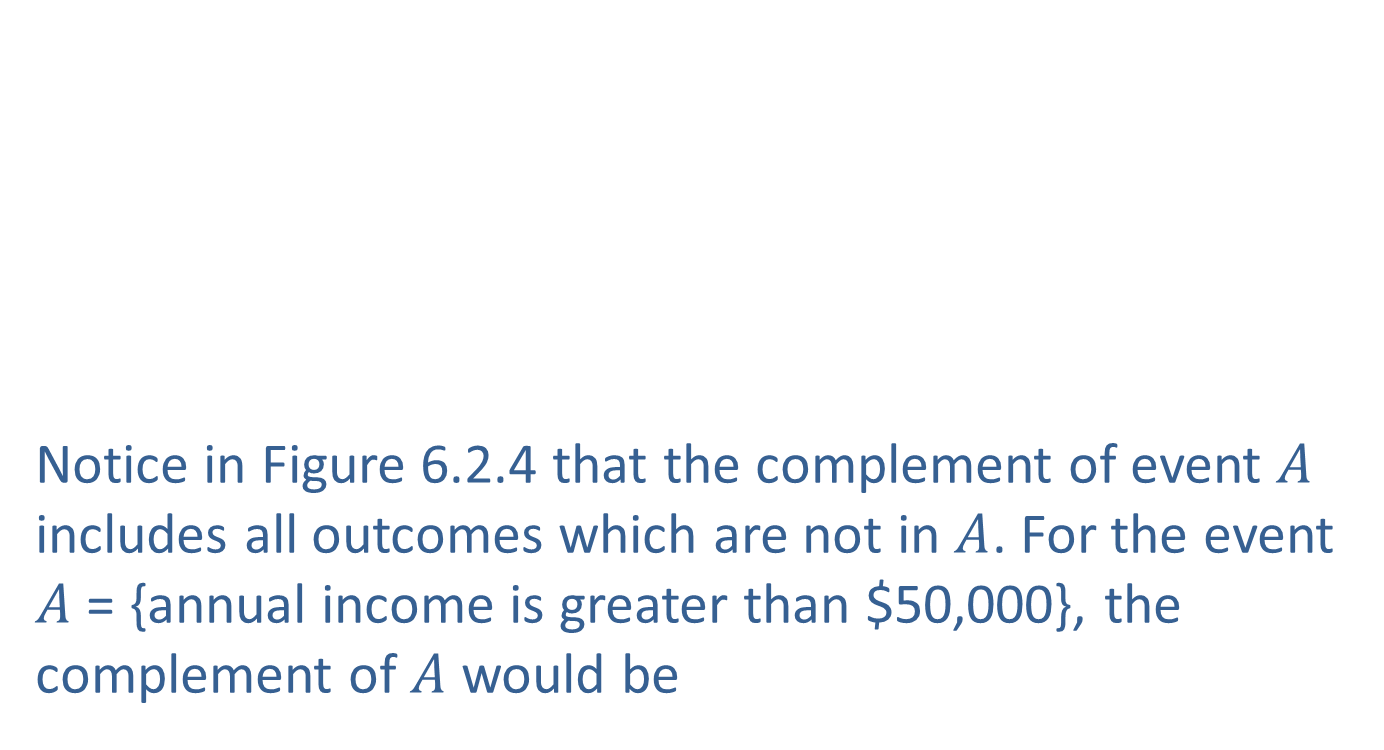 Notice in Figure 6.2.4 that the complement of event A
includes all outcomes which are not in A. For the event
A = {annual income is greater than $50,000}, the
complement of A would be